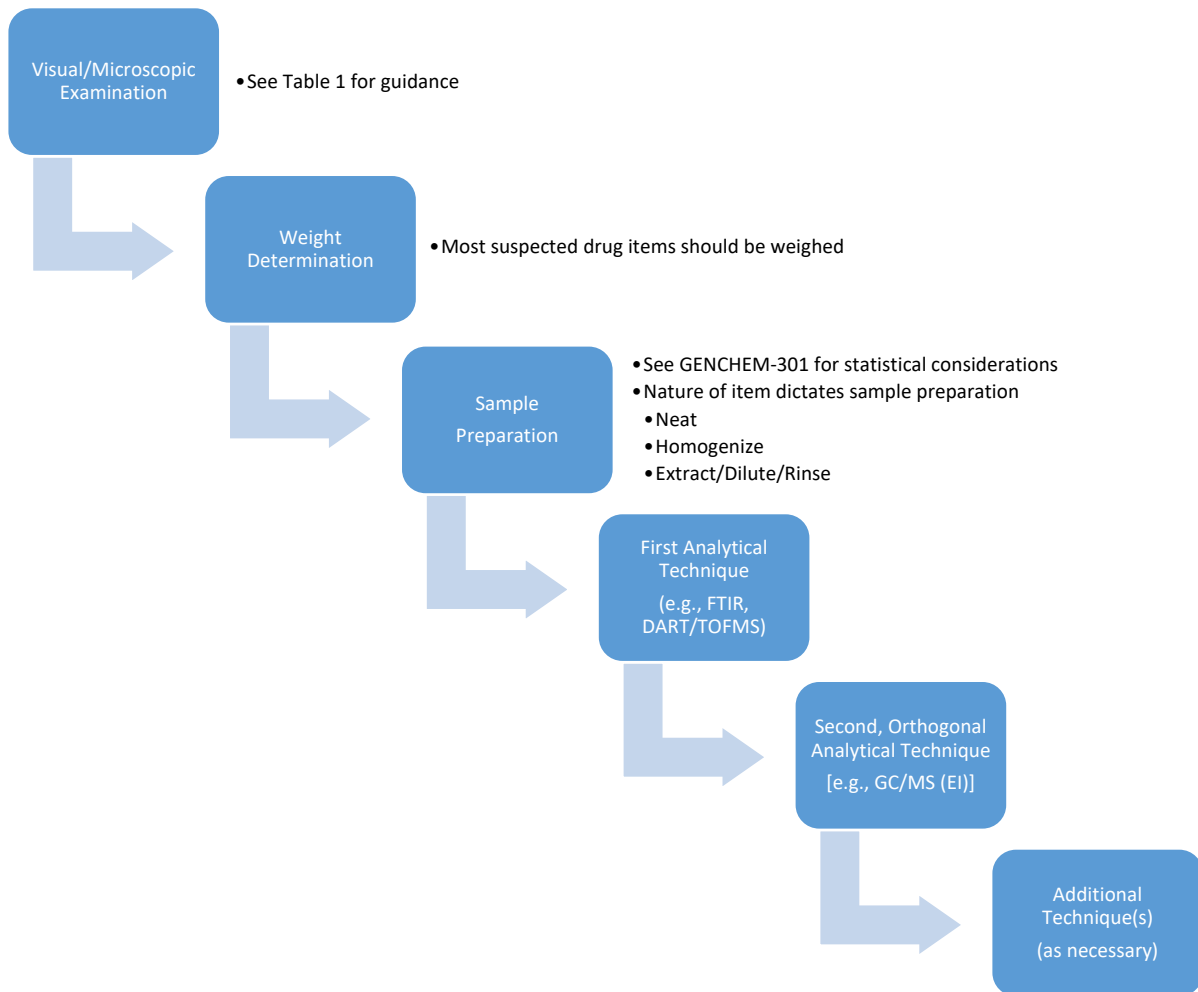 Visual/Microscopic
Examination
•See Table 1 for guidance
Weight
Determination
•Most suspected drug items should be weighed
Sample
Preparation
•See GENCHEM-301 for statistical considerations
•Nature of item dictates sample preparation
•Neat
•Homogenize
•Extract/Dilute/Rinse
First Analytical
Technique
(e.g., FTIR,
DART/TOFMS)
Second, Orthogonal
Analytical Technique
[e.g., GC/MS (EI)]
Additional
Technique(s)
(as necessary)